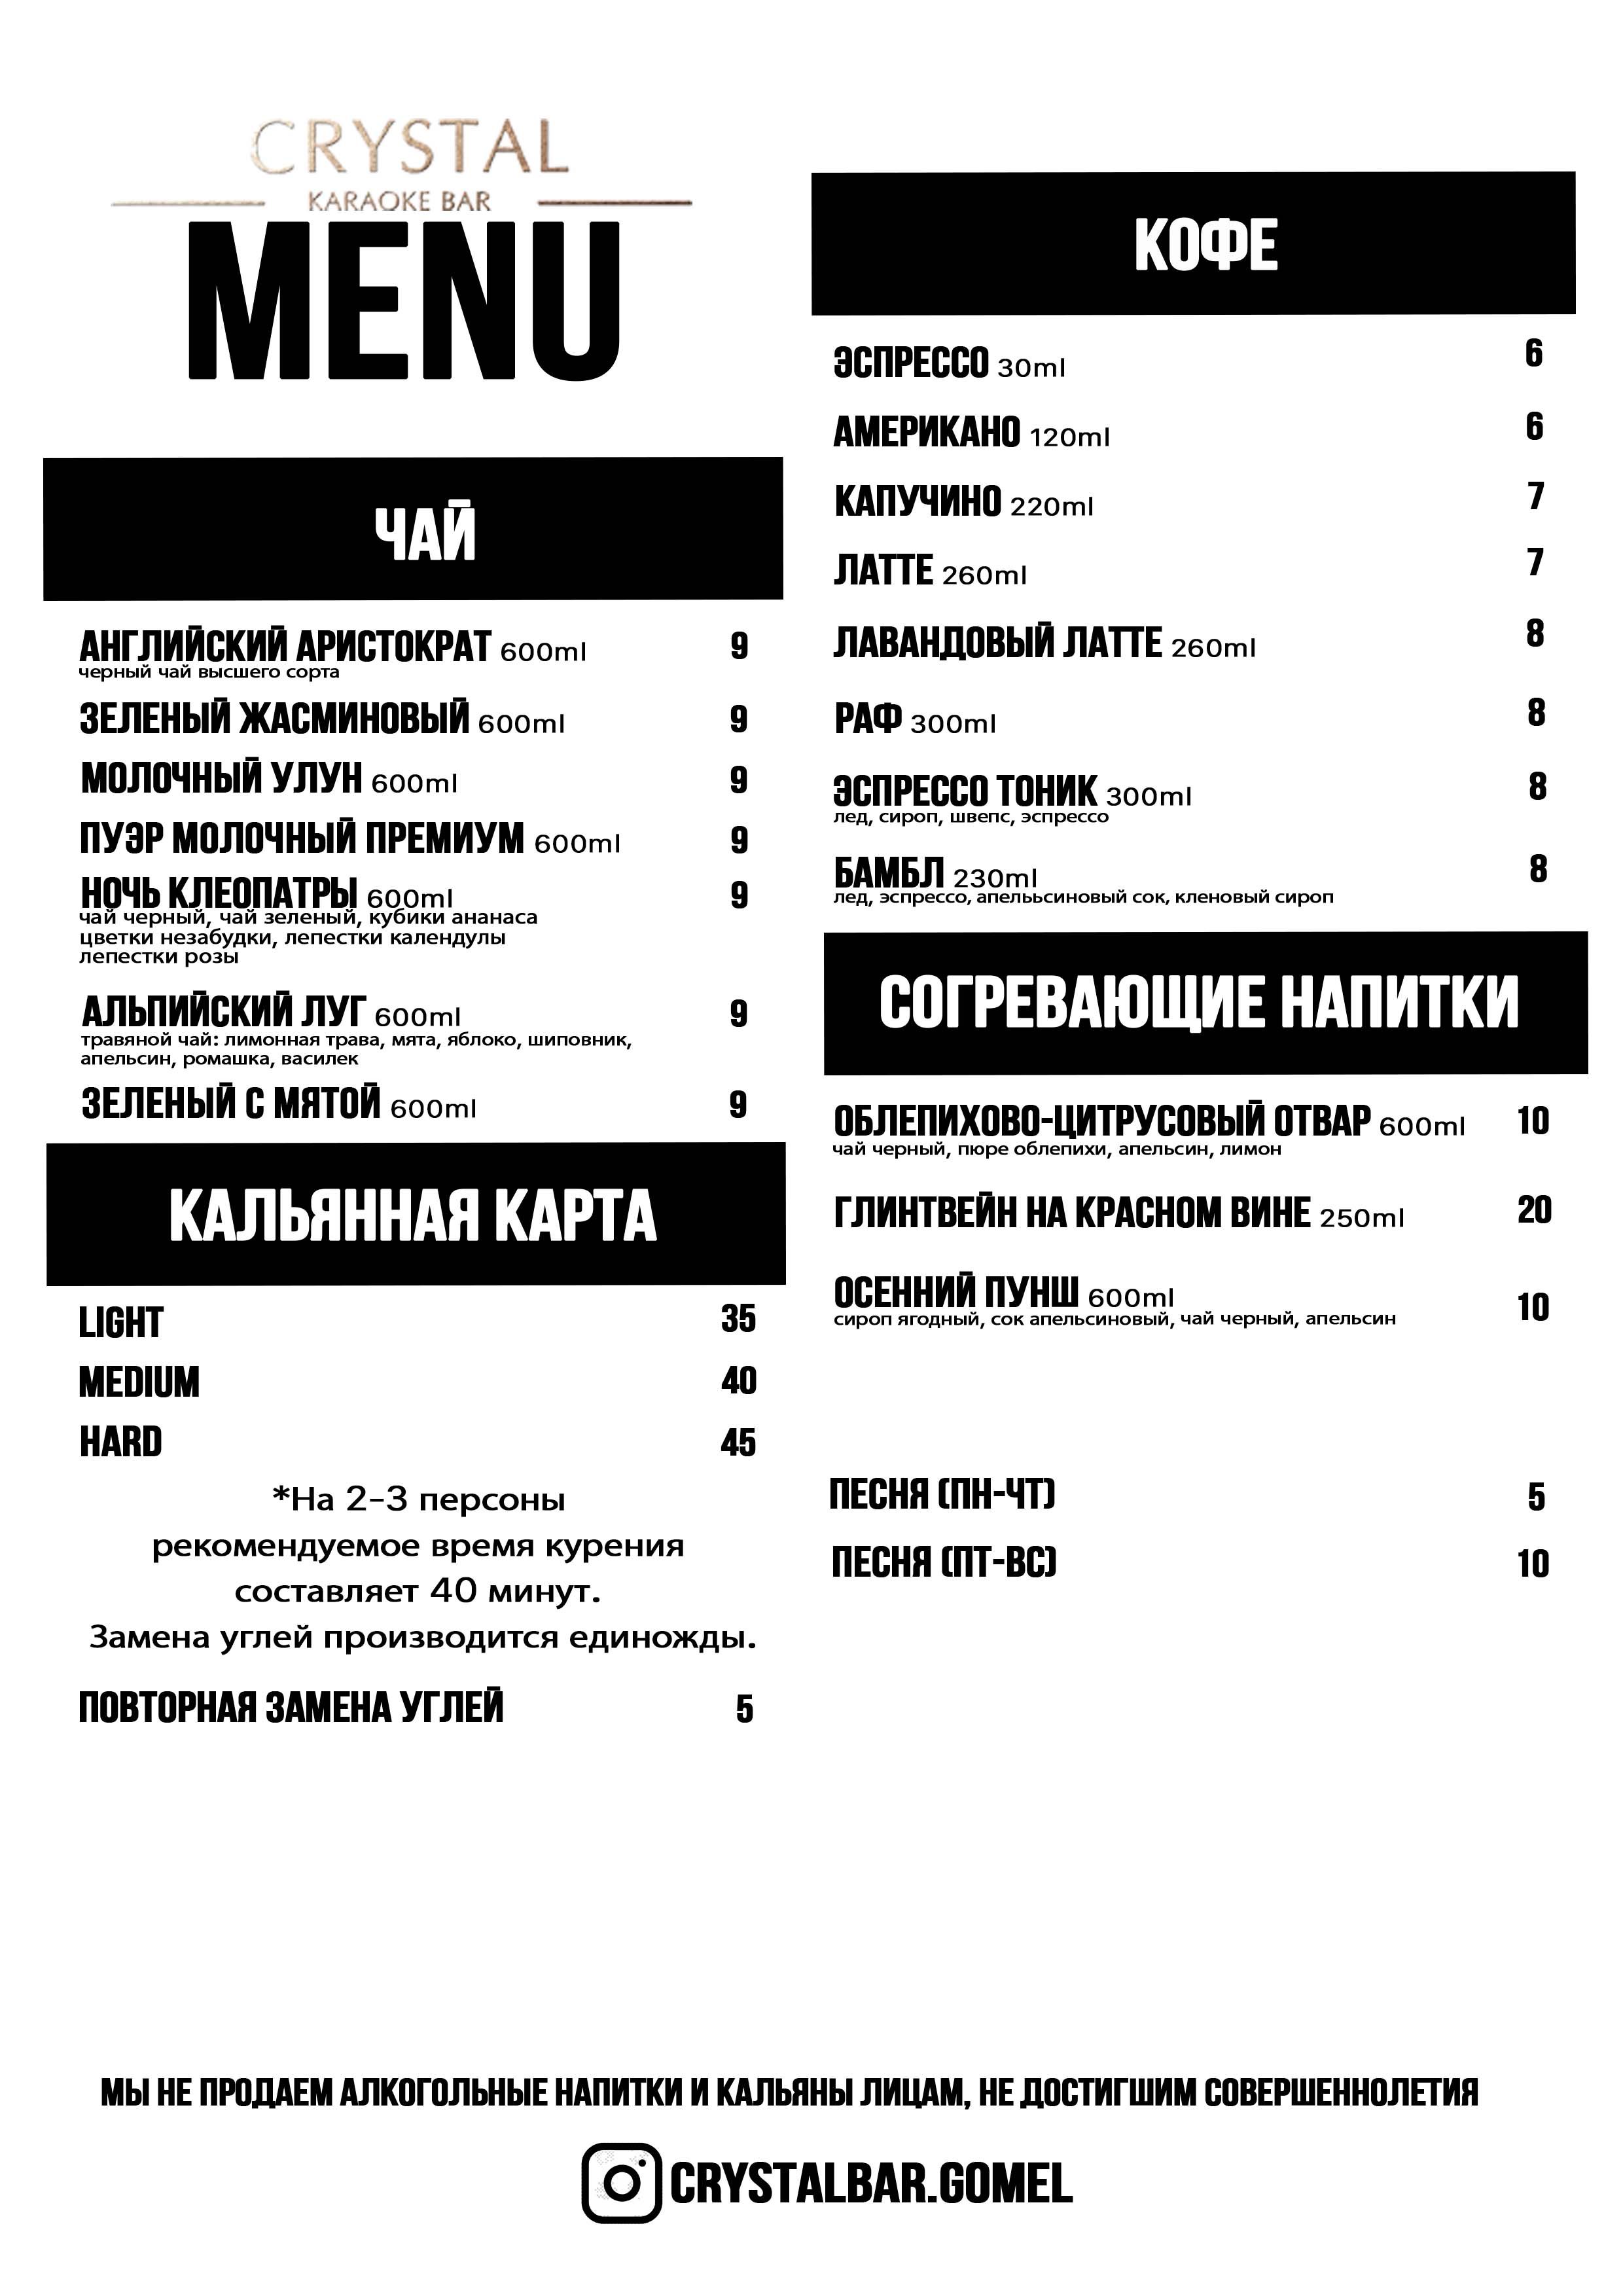 CRYSTAL
KARAOKE BAR
MENU
ЧАЙ
АНГЛИЙСКИЙ АРИСТОКРАТ 600ml 9
черный чай высшего сорта
ЗЕЛЕНЫЙ ЖАСМИНОВЫЙ 600ml 9
МОЛОЧНЫЙ УЛУН 600ml 9
ПУЭР МОЛОЧНЫЙ ПРЕМИУМ 600ml 9
НОЧЬ КЛЕОПАТРЫ 600ml 9
чай черный, чай зеленый, кубики ананаса
цветки незабудки, лепестки календулы
лепестки розы
АЛЬПИЙСКИЙ ЛУГ 600ml 9
травяной чай: лимонная трава, мята, яблоко, шиповник,
апельсин, ромашка, василек
ЗЕЛЕНЫЙ С МЯТОЙ 600ml 9
КАЛЬЯННАЯ КАРТА
LIGHT 35
MEDIUM 40
HARD 45
*На 2-3 персоны
рекомендуемое время курения
составляет 40 минут.
Замена углей производится единожды.
ПОВТОРНАЯ ЗАМЕНА УГЛЕЙ 5
КОФЕ
ЭСПРЕССО 30ml 6
АМЕРИКАНО 120ml 6
КАПУЧИНО 220ml 7
ЛАТТЕ 260ml 7
ЛАВАНДОВЫЙ ЛАТТЕ 260ml 8
РАФ 300ml 8
ЭСПРЕССО ТОНИК 300ml 8
лед, сироп, швепс, эспрессо
БАМБЛ 230ml 8
лед, эспрессо, апелььсиновый сок, кленовый сироп
СОГРЕВАЮЩИЕ НАПИТКИ
ОБЛЕПИХОВО-ЦИТРУСОВЫЙ ОТВАР 600ml 10
чай черный, пюре облепихи, апельсин, лимон
ГЛИНТВЕЙН НА КРАСНОМ ВИНЕ 250ml 20
ОСЕННИЙ ПУНШ 600ml 10
сироп ягодный, сок апельсиновый, чай черный, апельсин
ПЕСНЯ (ПН-ЧТ) 5
ПЕСНЯ (ПТ-ВС) 10
МЫ НЕ ПРОДАЕМ АЛКОГОЛЬНЫЕ НАПИТКИ И КАЛЬЯНЫ ЛИЦАМ, НЕ ДОСТИГШИМ СОВЕРШЕННОЛЕТИЯ
CRYSTALBAR.GOMEL